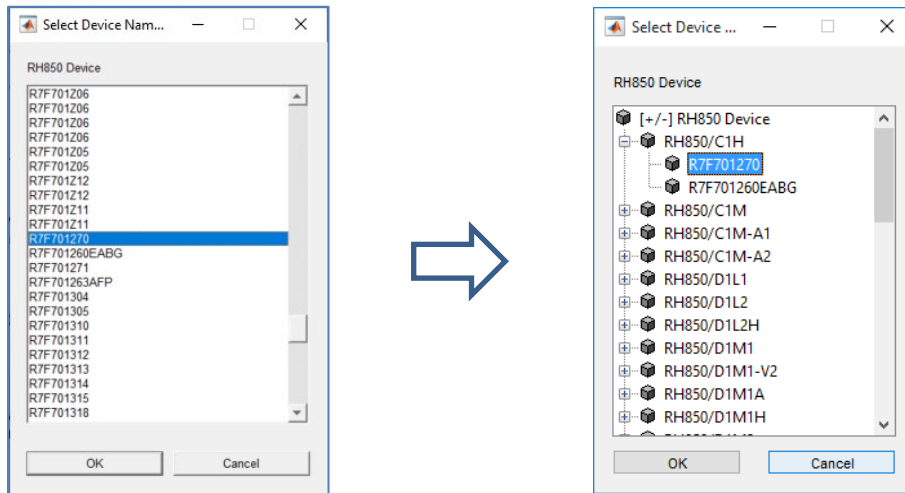 Select Device Nam...
RH850 Device
R7F701Z06
R7F701Z06
R7F701Z06
R7F701Z06
R7F701Z05
R7F701Z05
R7F701Z12
R7F701Z12
R7F701Z11
R7F701Z11
R7F701270
R7F701260EABG
R7F701271
R7F701263AFP
R7F701304
R7F701305
R7F701310
R7F701311
R7F701312
R7F701313
R7F701314
R7F701315
R7F701318
OK Cancel
Select Device ...
RH850 Device
[+/-] RH850 Device
RH850/C1H
R7F701270
R7F701260EABG
RH850/C1M
RH850/C1M-A1
RH850/C1M-A2
RH850/D1L1
RH850/D1L2
RH850/D1L2H
RH850/D1M1
RH850/D1M1-V2
RH850/D1M1A
RH850/D1M1H
OK Cancel